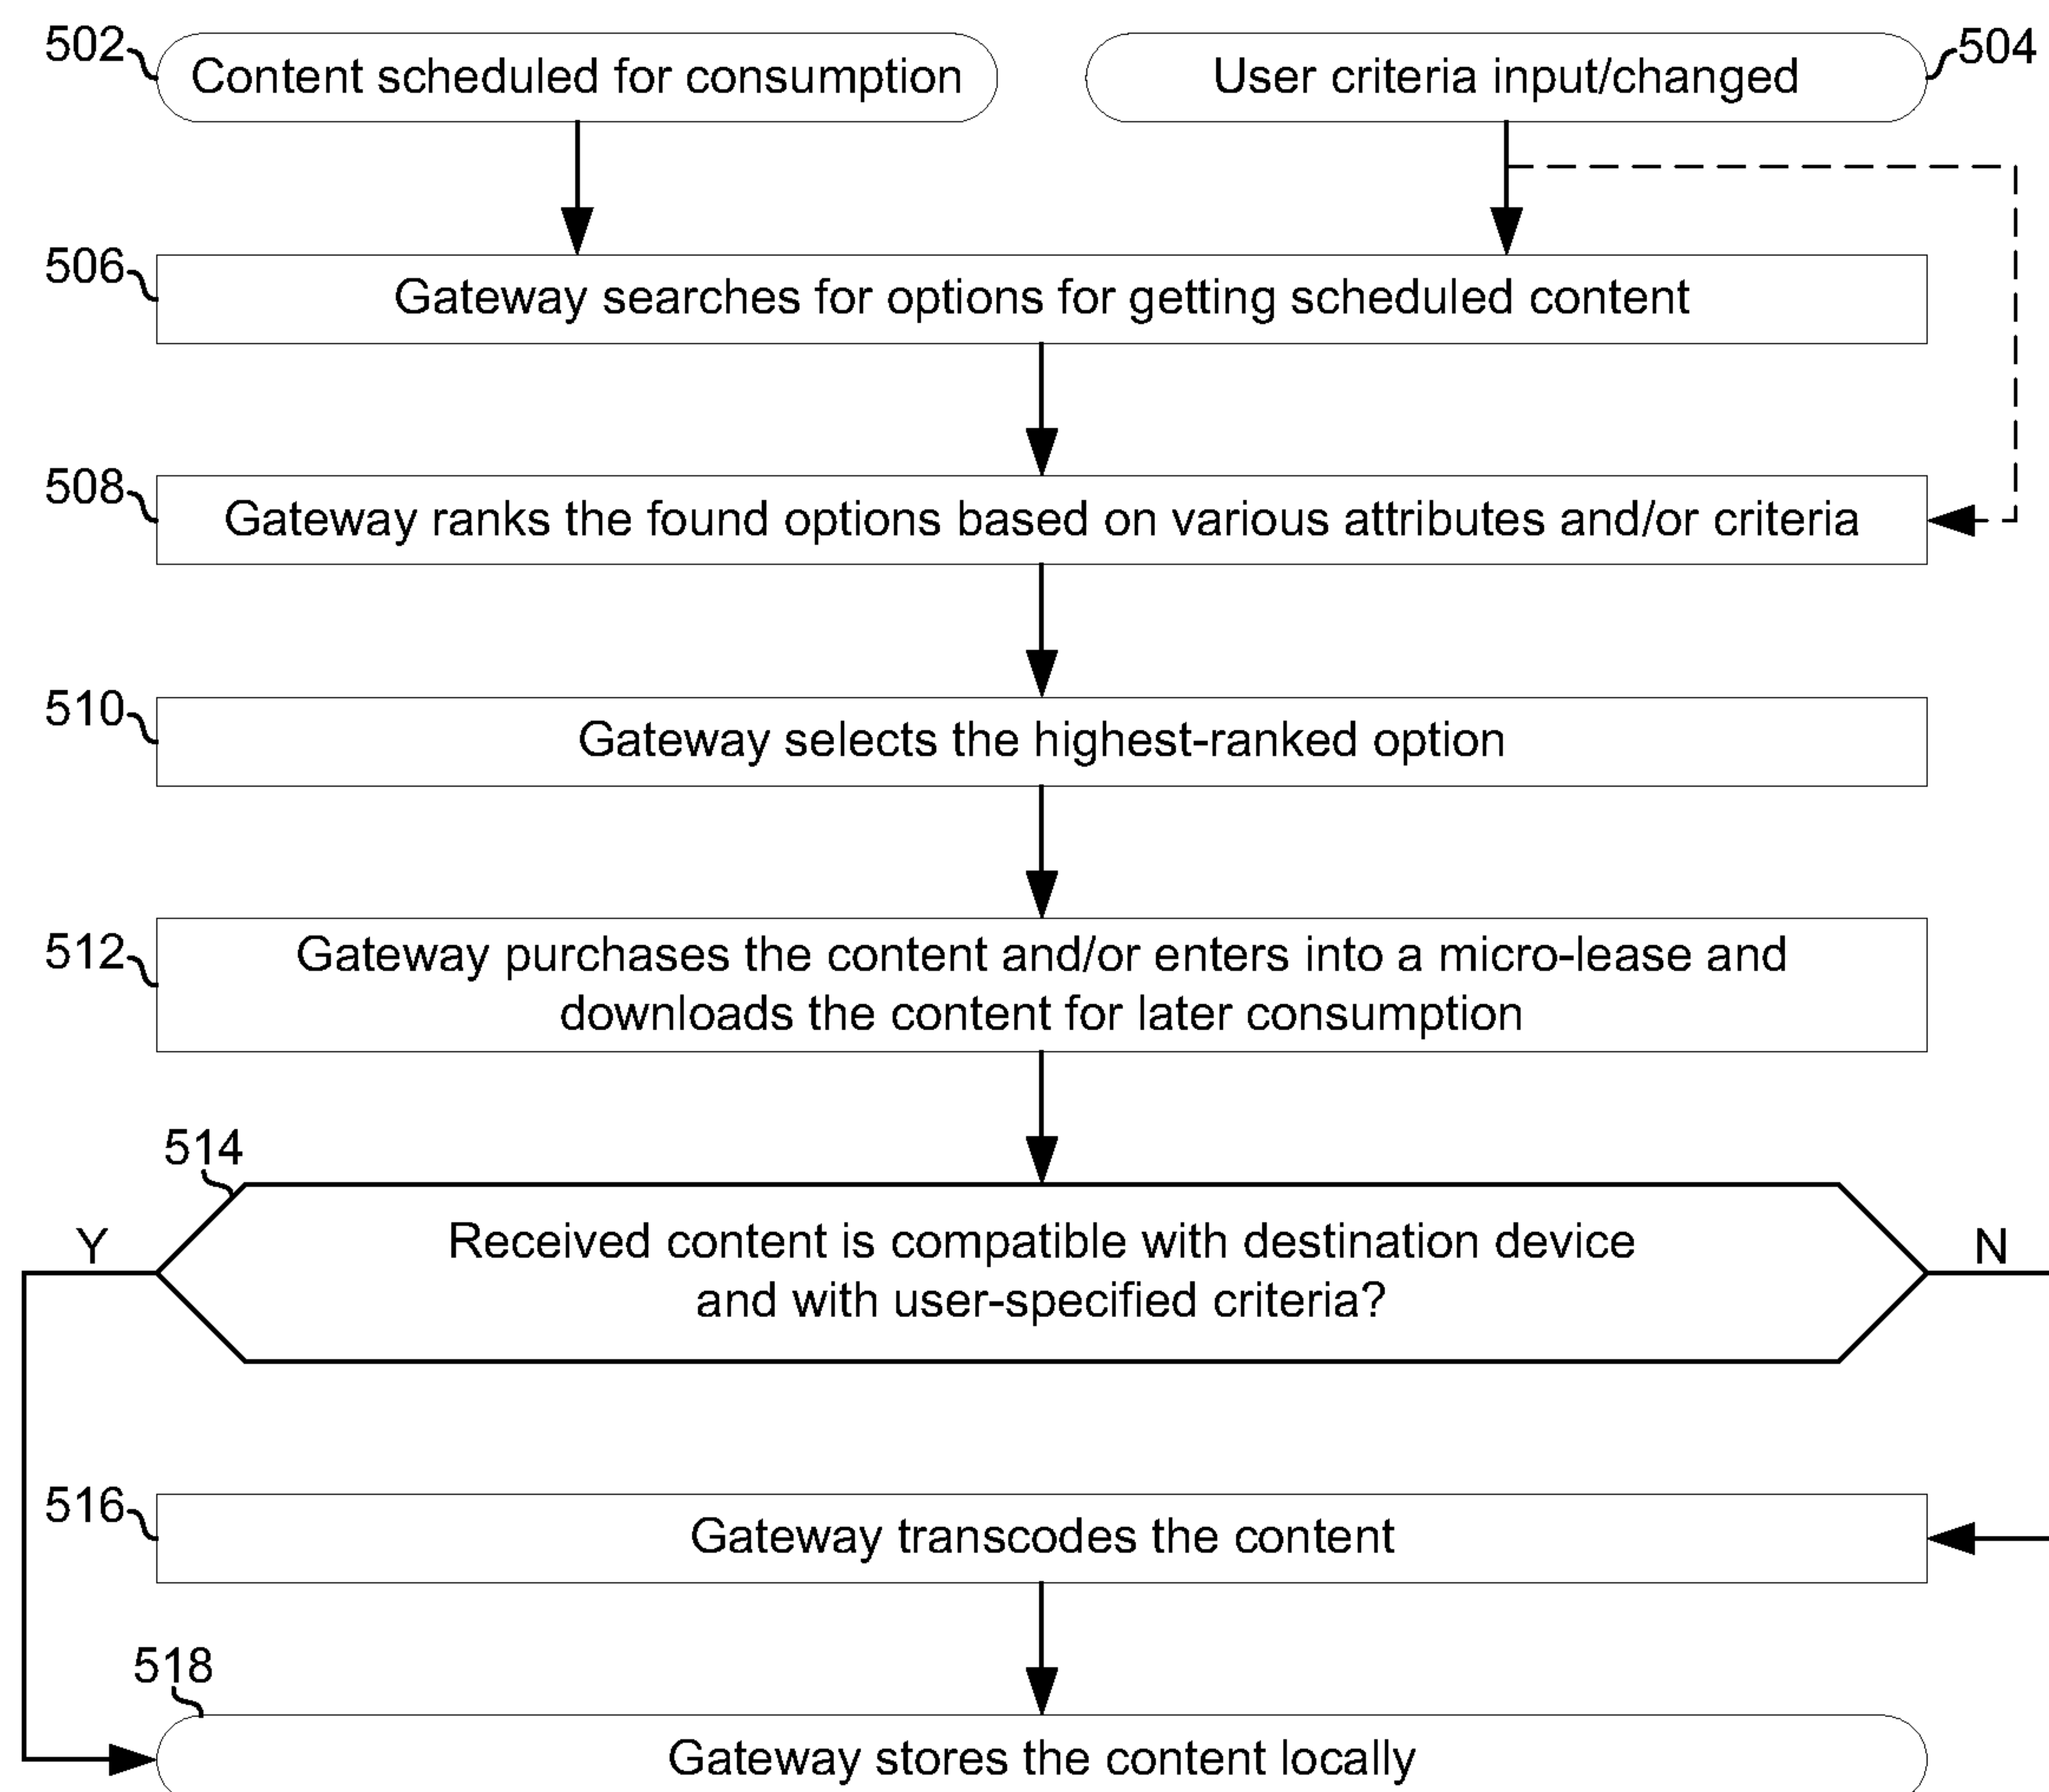 502
Content scheduled for consumption
User criteria input/changed
504
506
Gateway searches for options for getting scheduled content
508
Gateway ranks the found options based on various attributes and/or criteria
510
Gateway selects the highest-ranked option
512
Gateway purchases the content and/or enters into a micro-lease and
downloads the content for later consumption
514
Y
Received content is compatible with destination device
and with user-specified criteria?
N
516
Gateway transcodes the content
518
Gateway stores the content locally